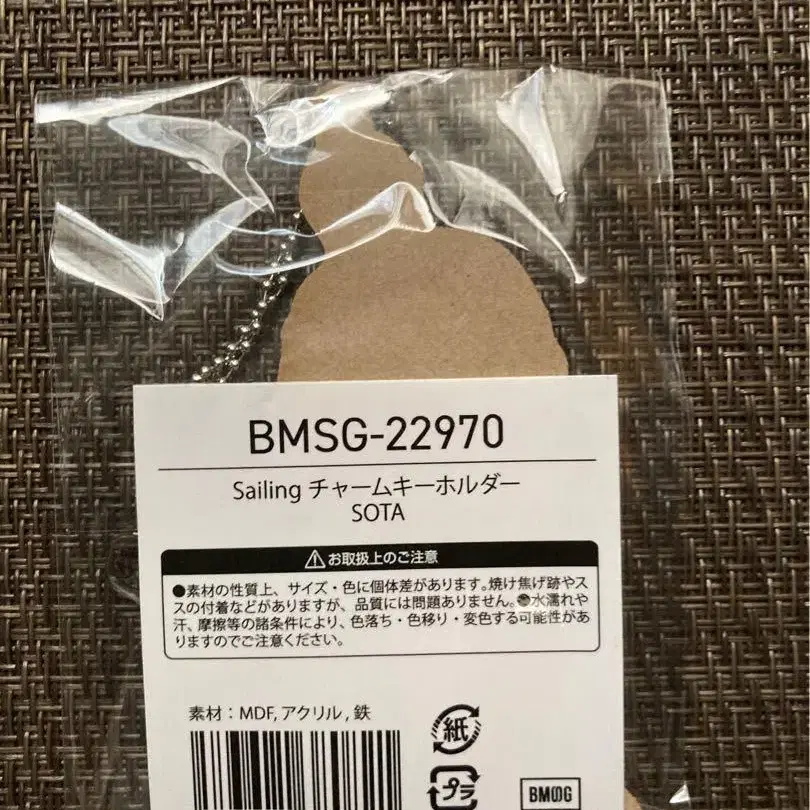 BMSG-22970
Sailing チャームキーホルダー
SOTA
お取扱上のご注意
●素材の性質上、サイズ・色に個体差があります。焼け焦げ跡やス
スの付着などがありますが、品質には問題ありません。●水濡れや
汗、摩擦等の諸条件により、色落ち・色移り・変色する可能性があ
りますのでご注意ください。
素材：MDF, アクリル , 鉄
紙
プラ
BMSG